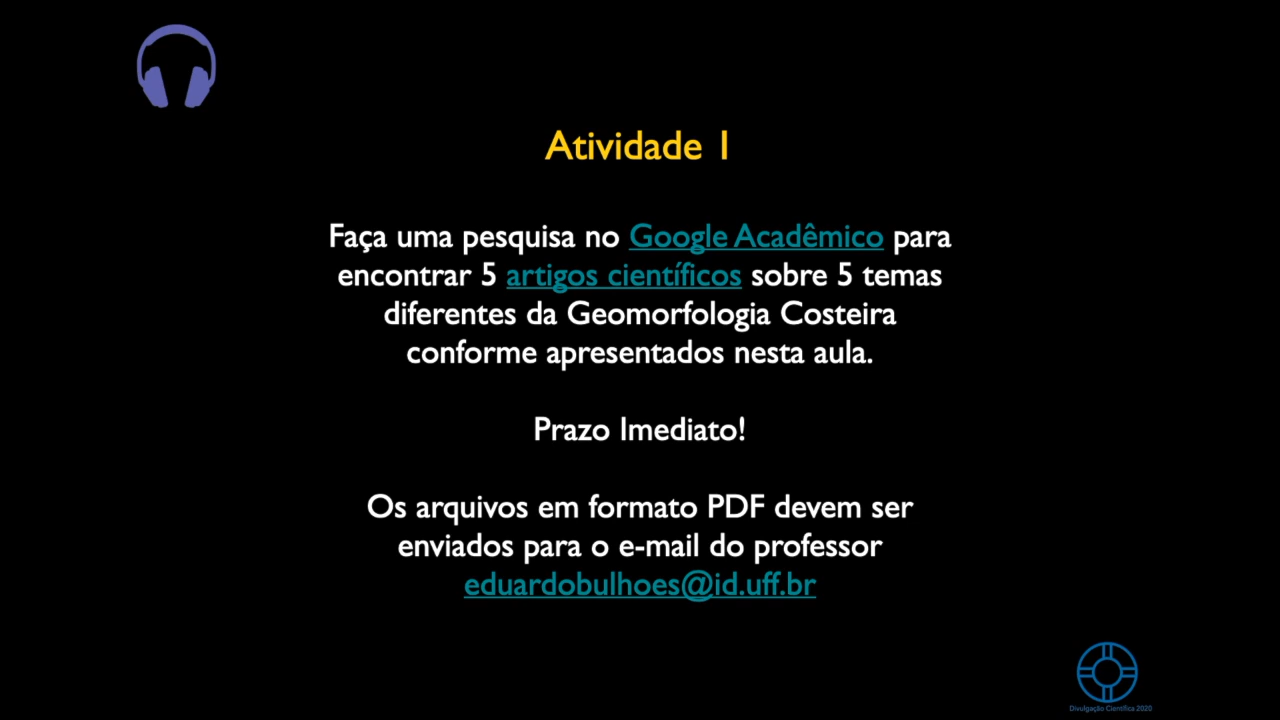 Atividade 1
Faça uma pesquisa no Google Acadêmico para
encontrar 5 artigos científicos sobre 5 temas
diferentes da Geomorfologia Costeira
conforme apresentados nesta aula.
Prazo Imediato!
Os arquivos em formato PDF devem ser
enviados para o e-mail do professor
eduardobulhoes@id.uff.br
Divulgação Científica 2020